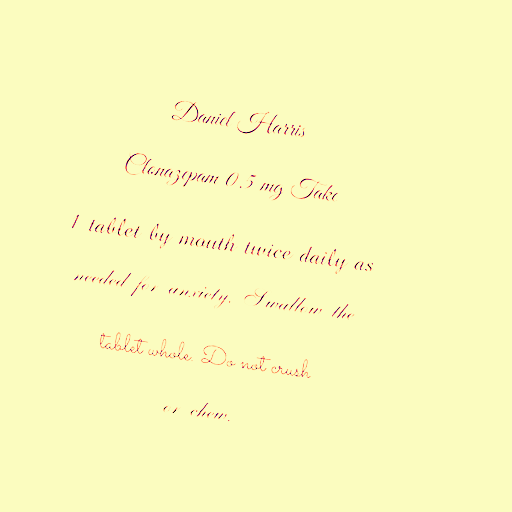 Daniel Harris
Clonazepam 0.5 mg Take
1 tablet by mouth twice daily as
needed for anxiety. Swallow the
tablet whole. Do not crush
or chew.